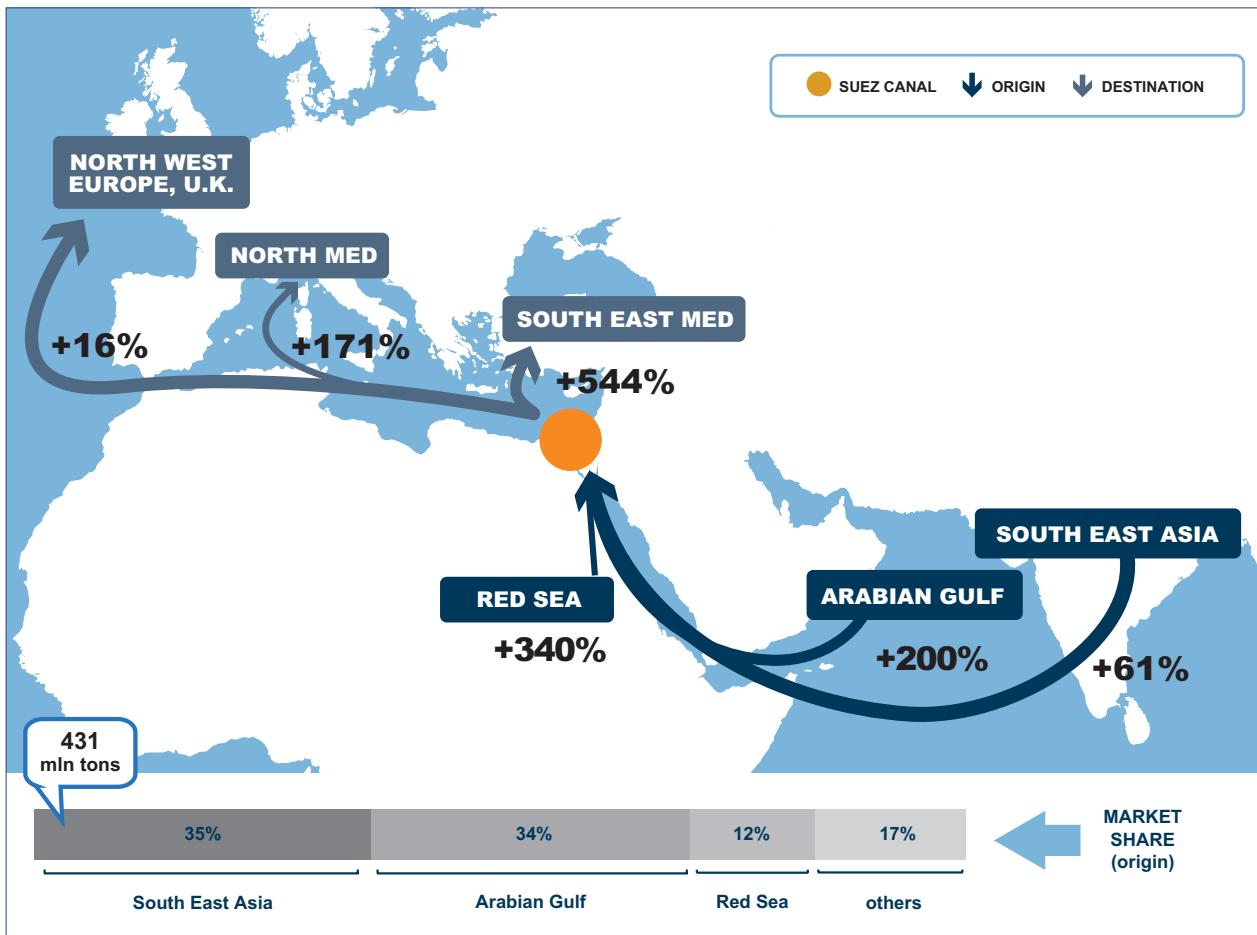 SUEZ CANAL
ORIGIN
DESTINATION
NORTH WEST
EUROPE, U.K.
NORTH MED
SOUTH EAST MED
+16%
+171%
+544%
SOUTH EAST ASIA
RED SEA
ARABIAN GULF
+340%
+200%
+61%
431
mln tons
35%
34%
12%
17%
MARKET
SHARE
(origin)
South East Asia
Arabian Gulf
Red Sea
others